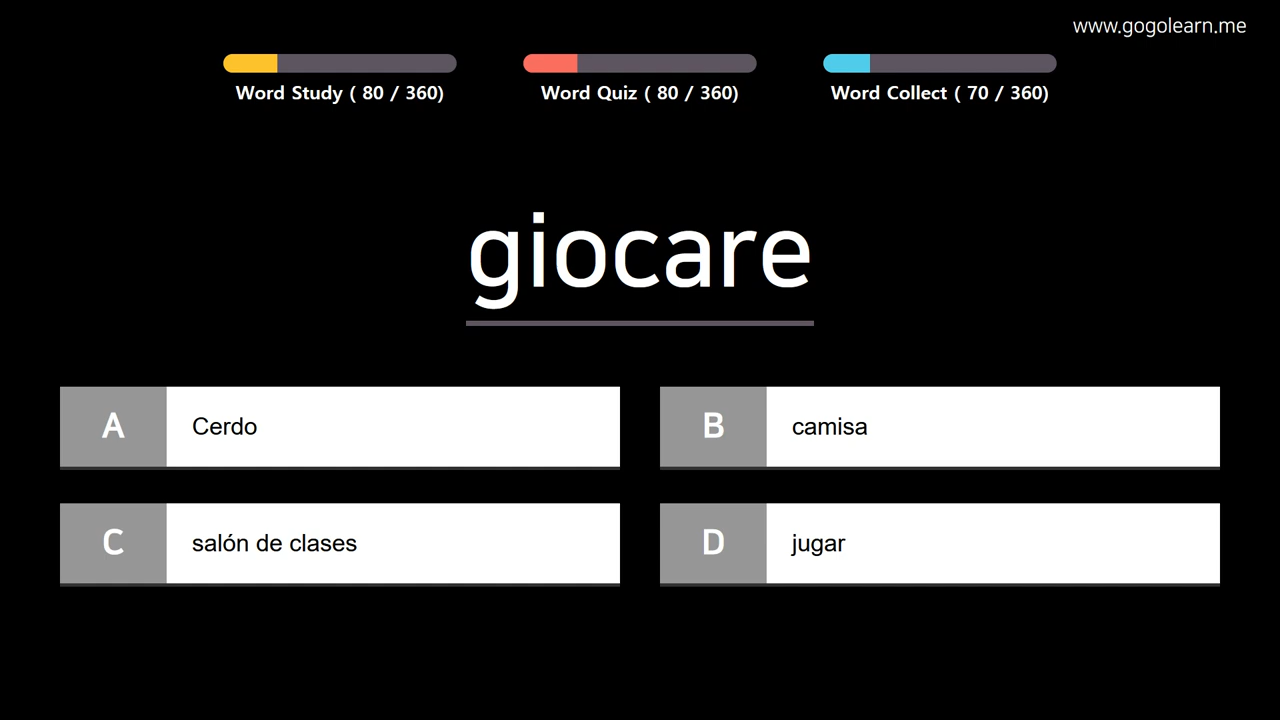 www.gogolearn.me
Word Study ( 80 / 360)
Word Quiz ( 80 / 360)
Word Collect ( 70 / 360)
giocare
A Cerdo
B camisa
C salón de clases
D jugar